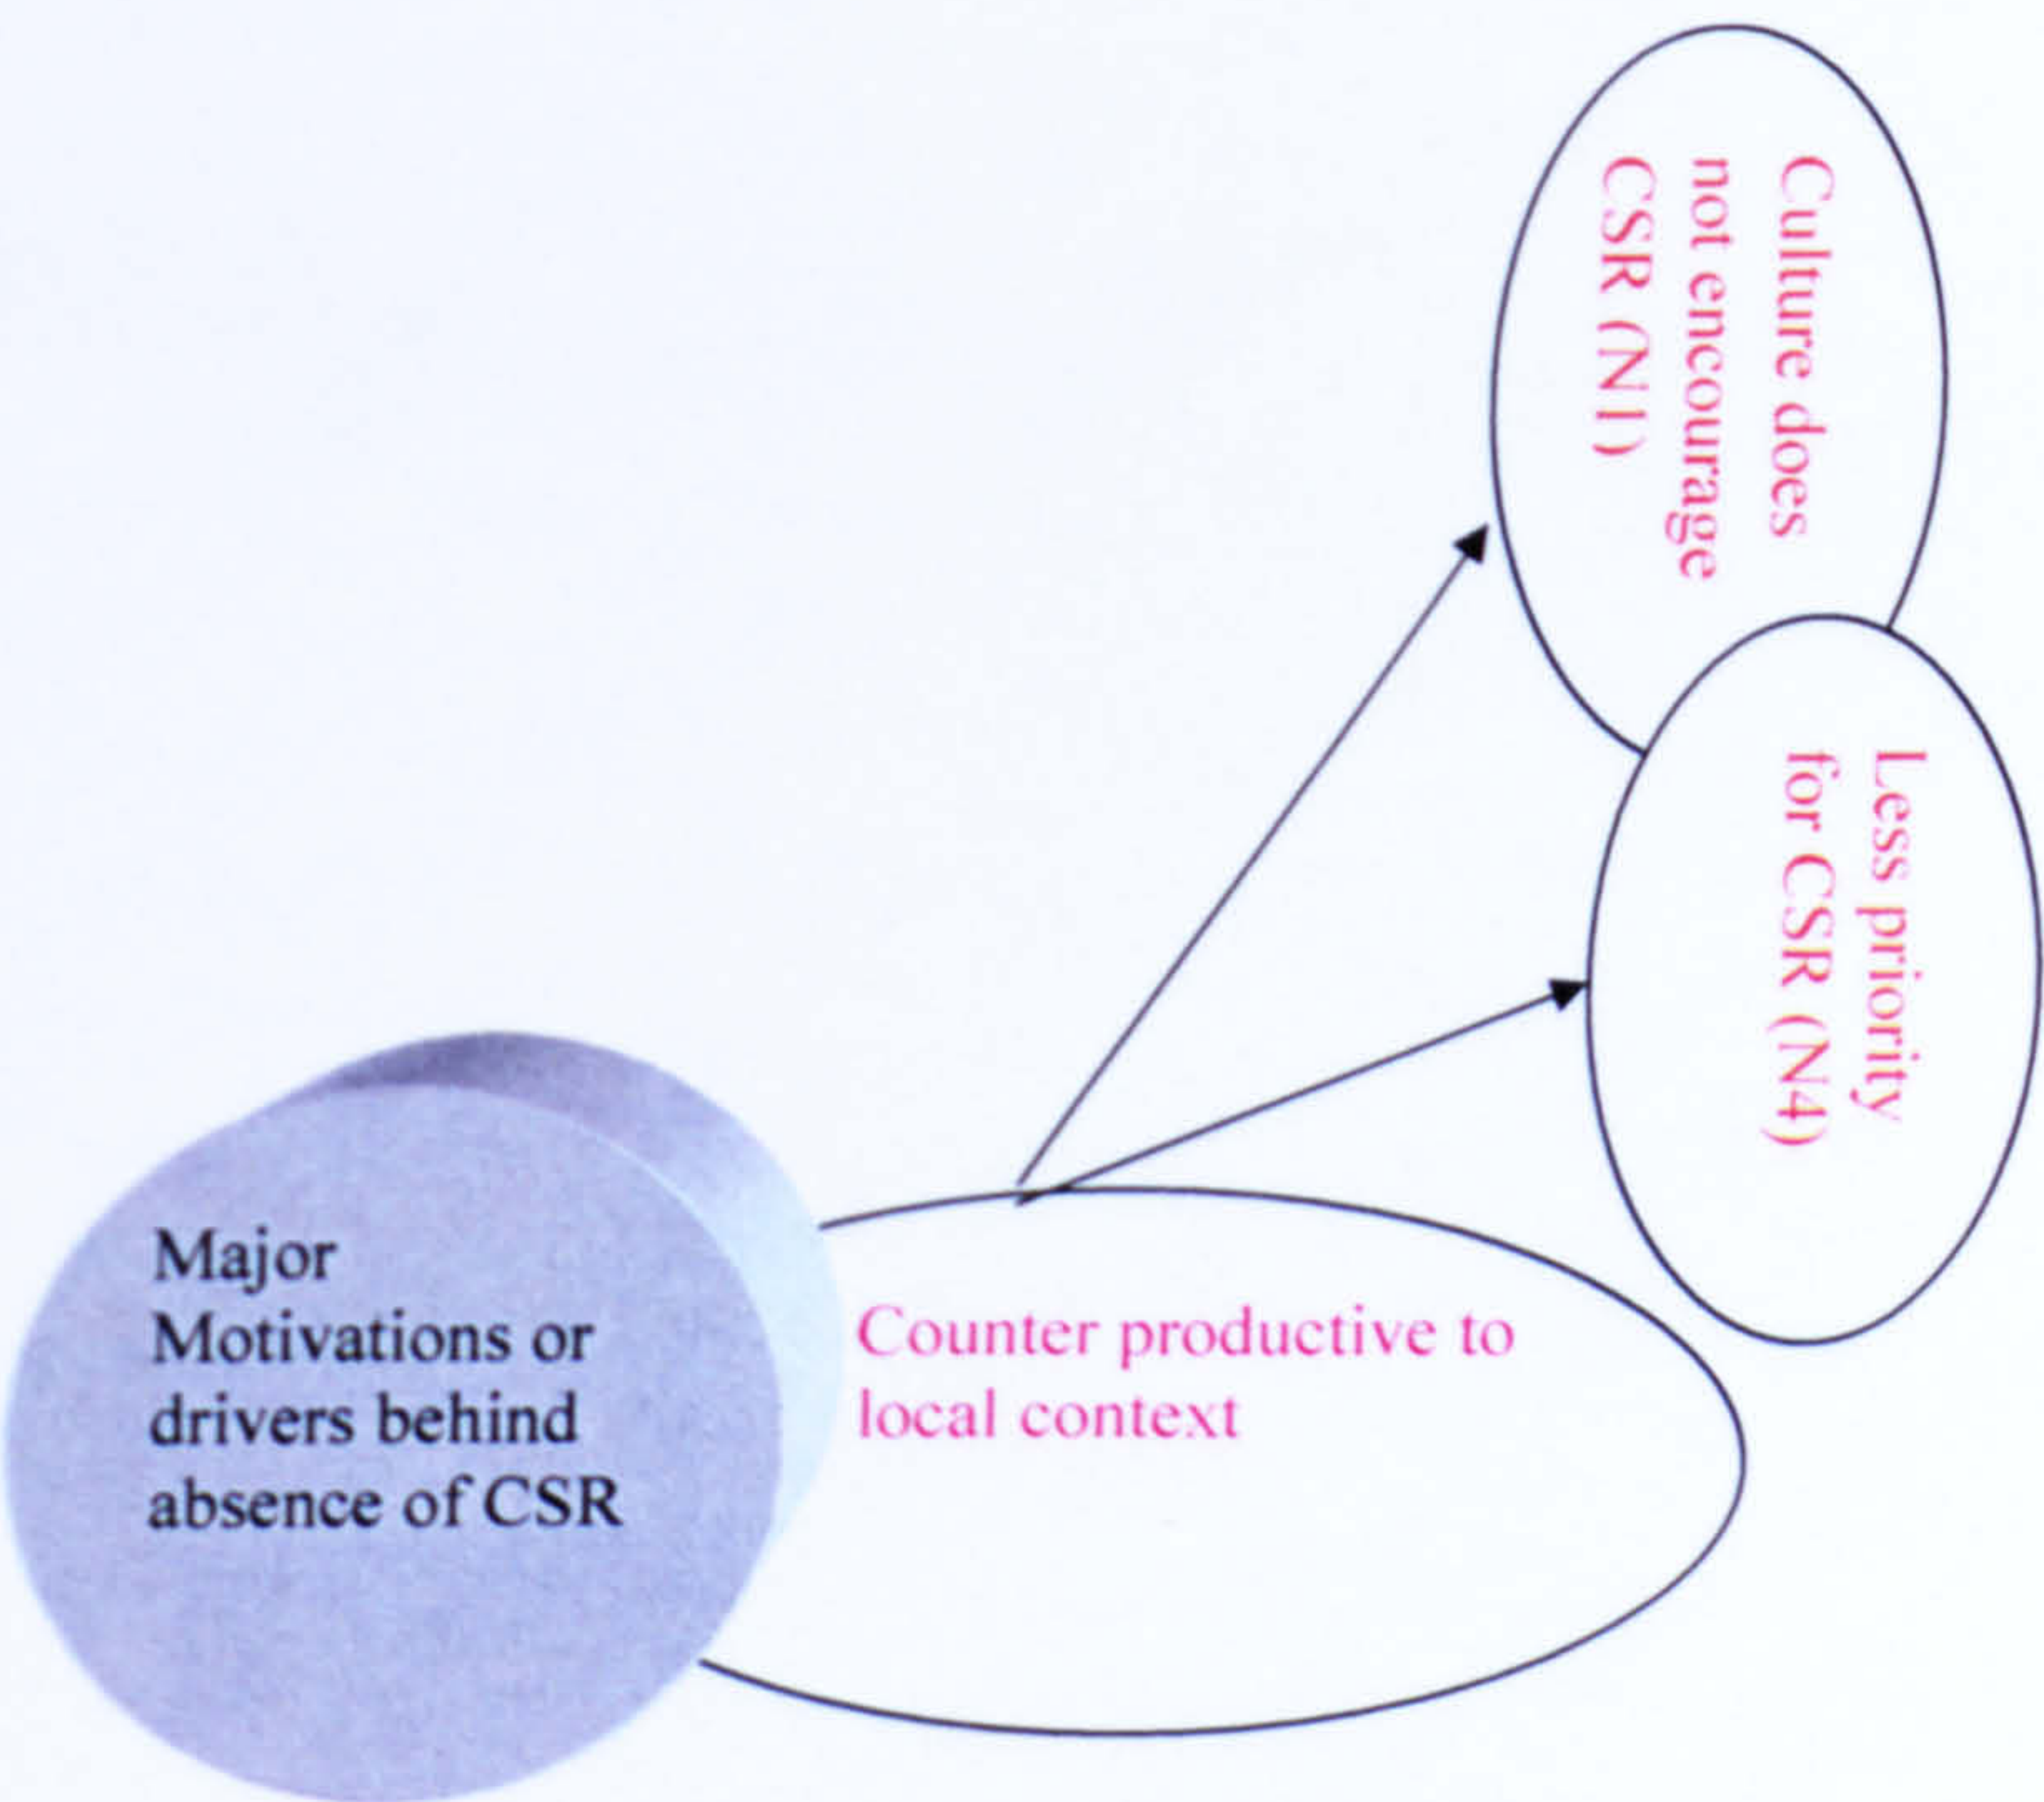 Culture does
not encourage
CSR (N1)
Less priority
for CSR (N4)
Major
Motivations or
drivers behind
absence of CSR
Counter productive to
local context